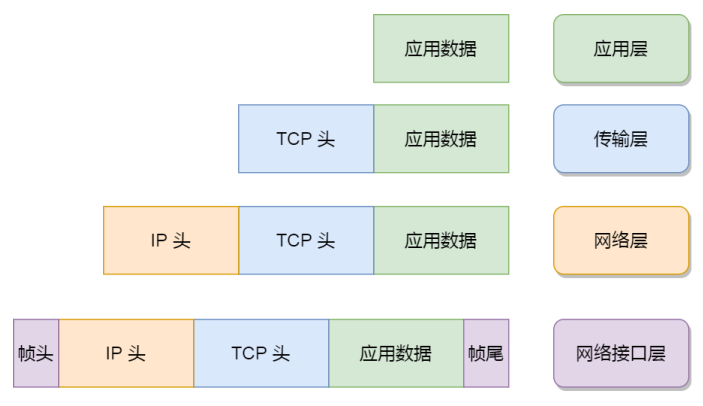 应用数据 应用层
TCP 头 应用数据 传输层
IP 头 TCP 头 应用数据 网络层
帧头 IP 头 TCP 头 应用数据 帧尾 网络接口层